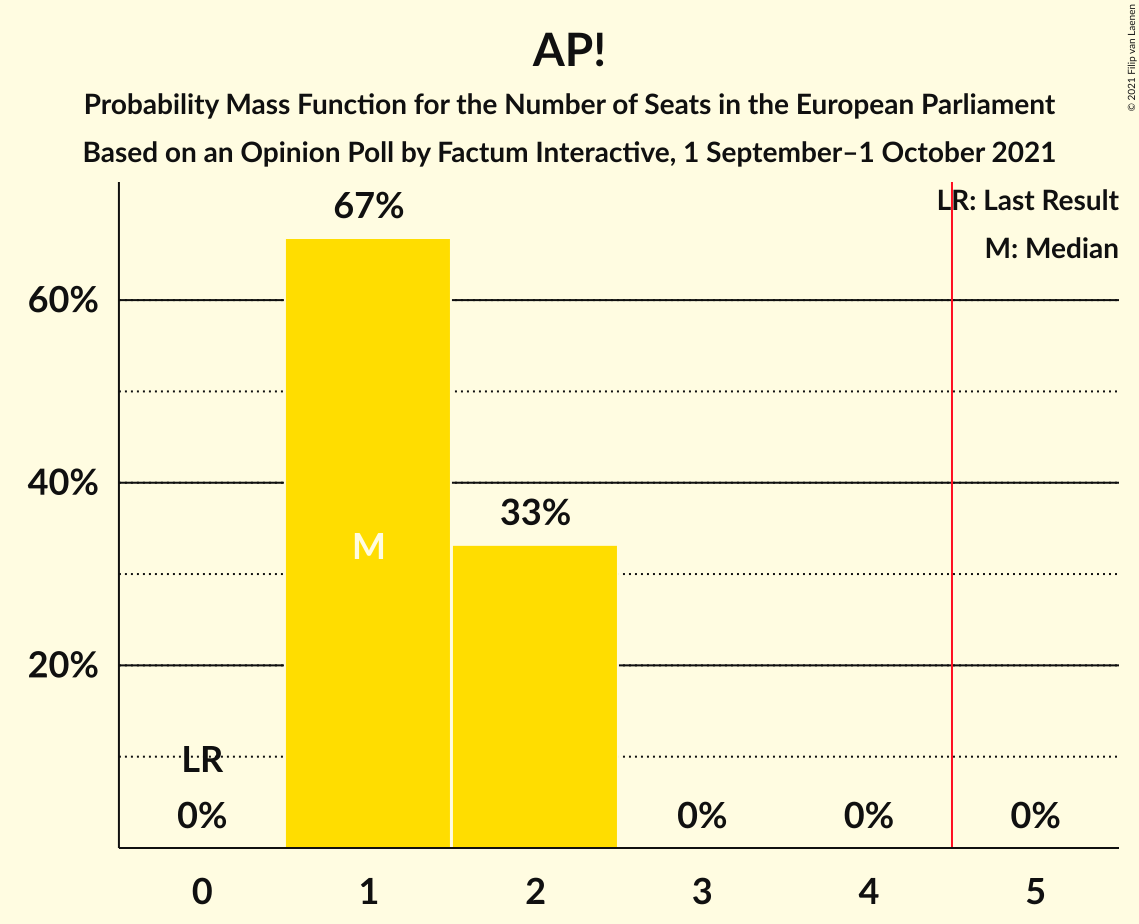 AP!
Probability Mass Function for the Number of Seats in the European Parliament
Based on an Opinion Poll by Factum Interactive, 1 September–1 October 2021
© 2021 Filip van Laenen
LR: Last Result
M: Median
67%
60%
40%
33%
M
20%
LR
0%
0%
0%
0%
0
1
2
3
4
5